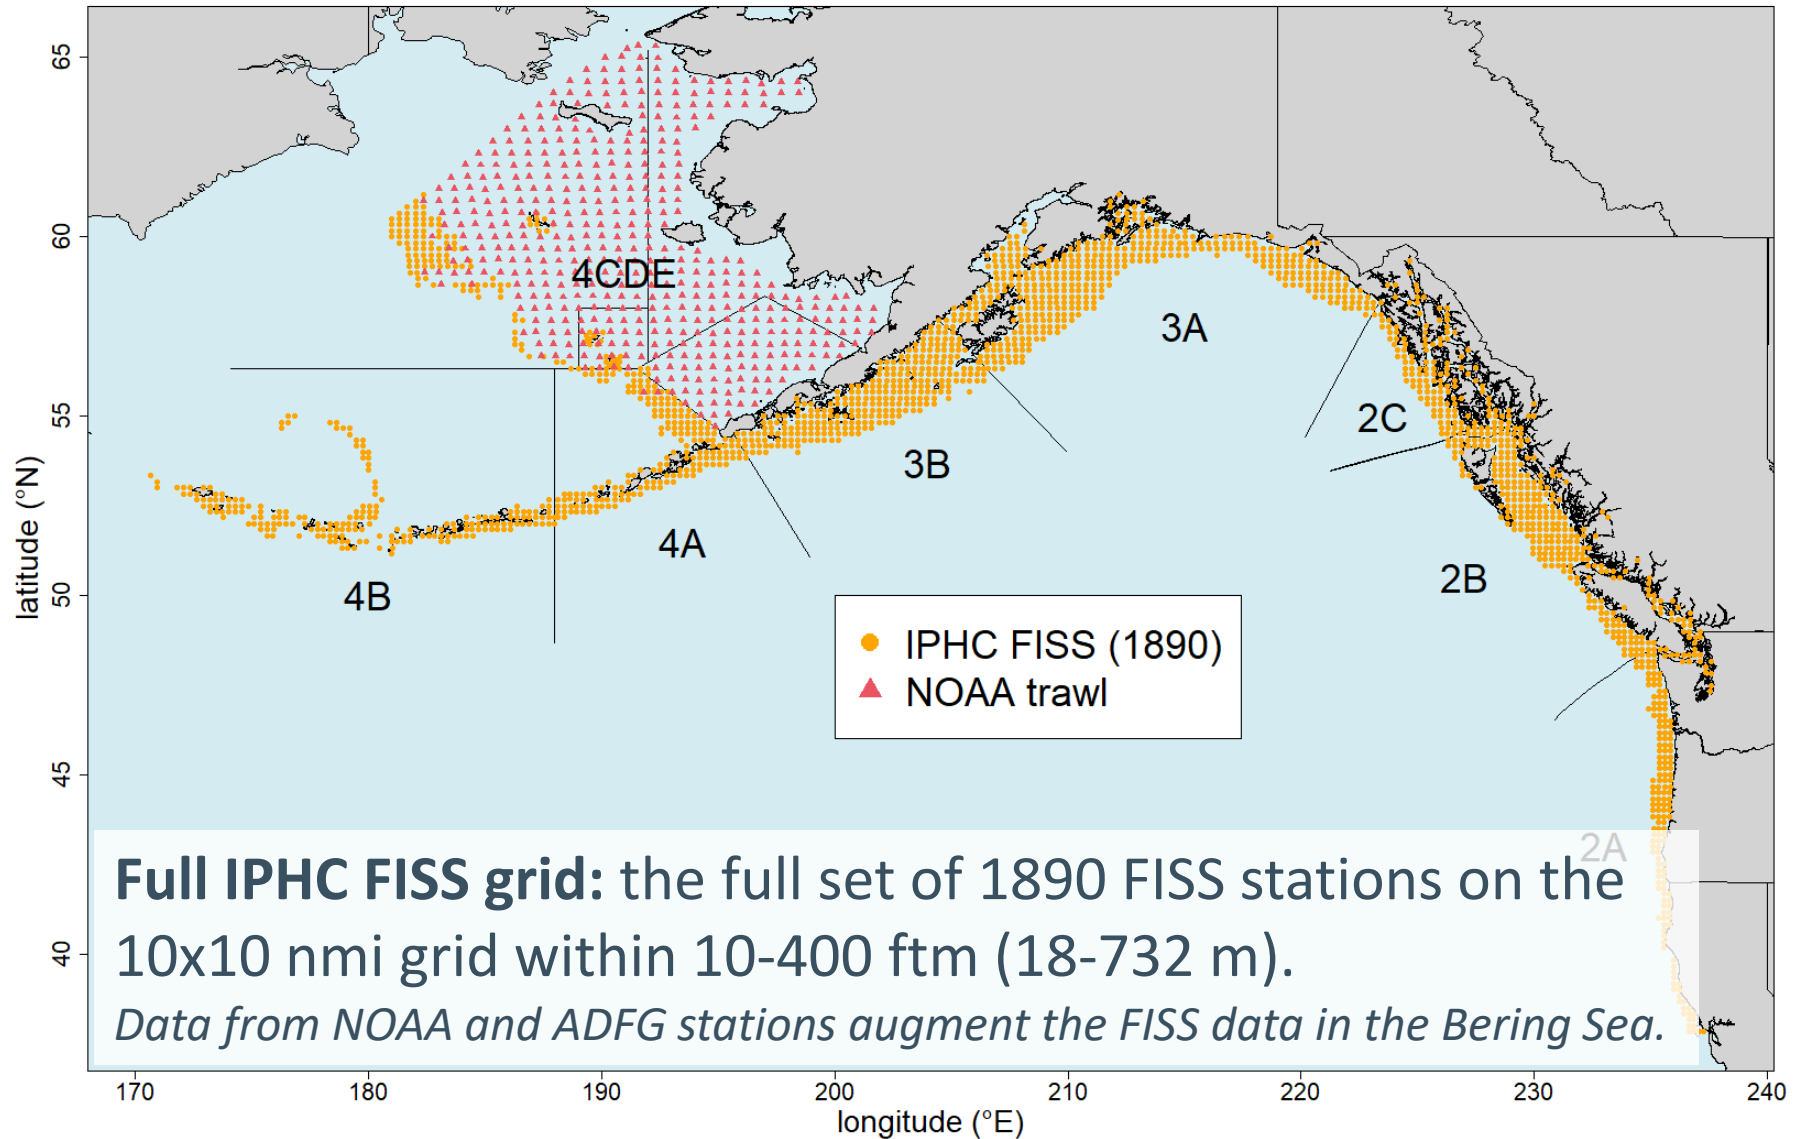 65
60
55
50
45
40
latitude (°N)
4CDE
3A
2C
3B
4A
2B
4B
IPHC FISS (1890)
NOAA trawl
2A
Full IPHC FISS grid: the full set of 1890 FISS stations on the
10x10 nmi grid within 10-400 ftm (18-732 m).
Data from NOAA and ADFG stations augment the FISS data in the Bering Sea.
170 180 190 200 210 220 230 240
longitude (°E)